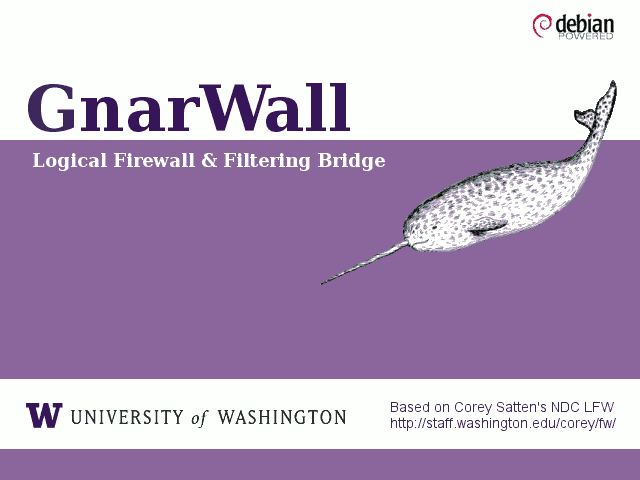 debian
POWERED
GnarWall
Logical Firewall & Filtering Bridge
W UNIVERSITY of WASHINGTON
Based on Corey Satten's NDC LFW
http://staff.washington.edu/corey/fw/